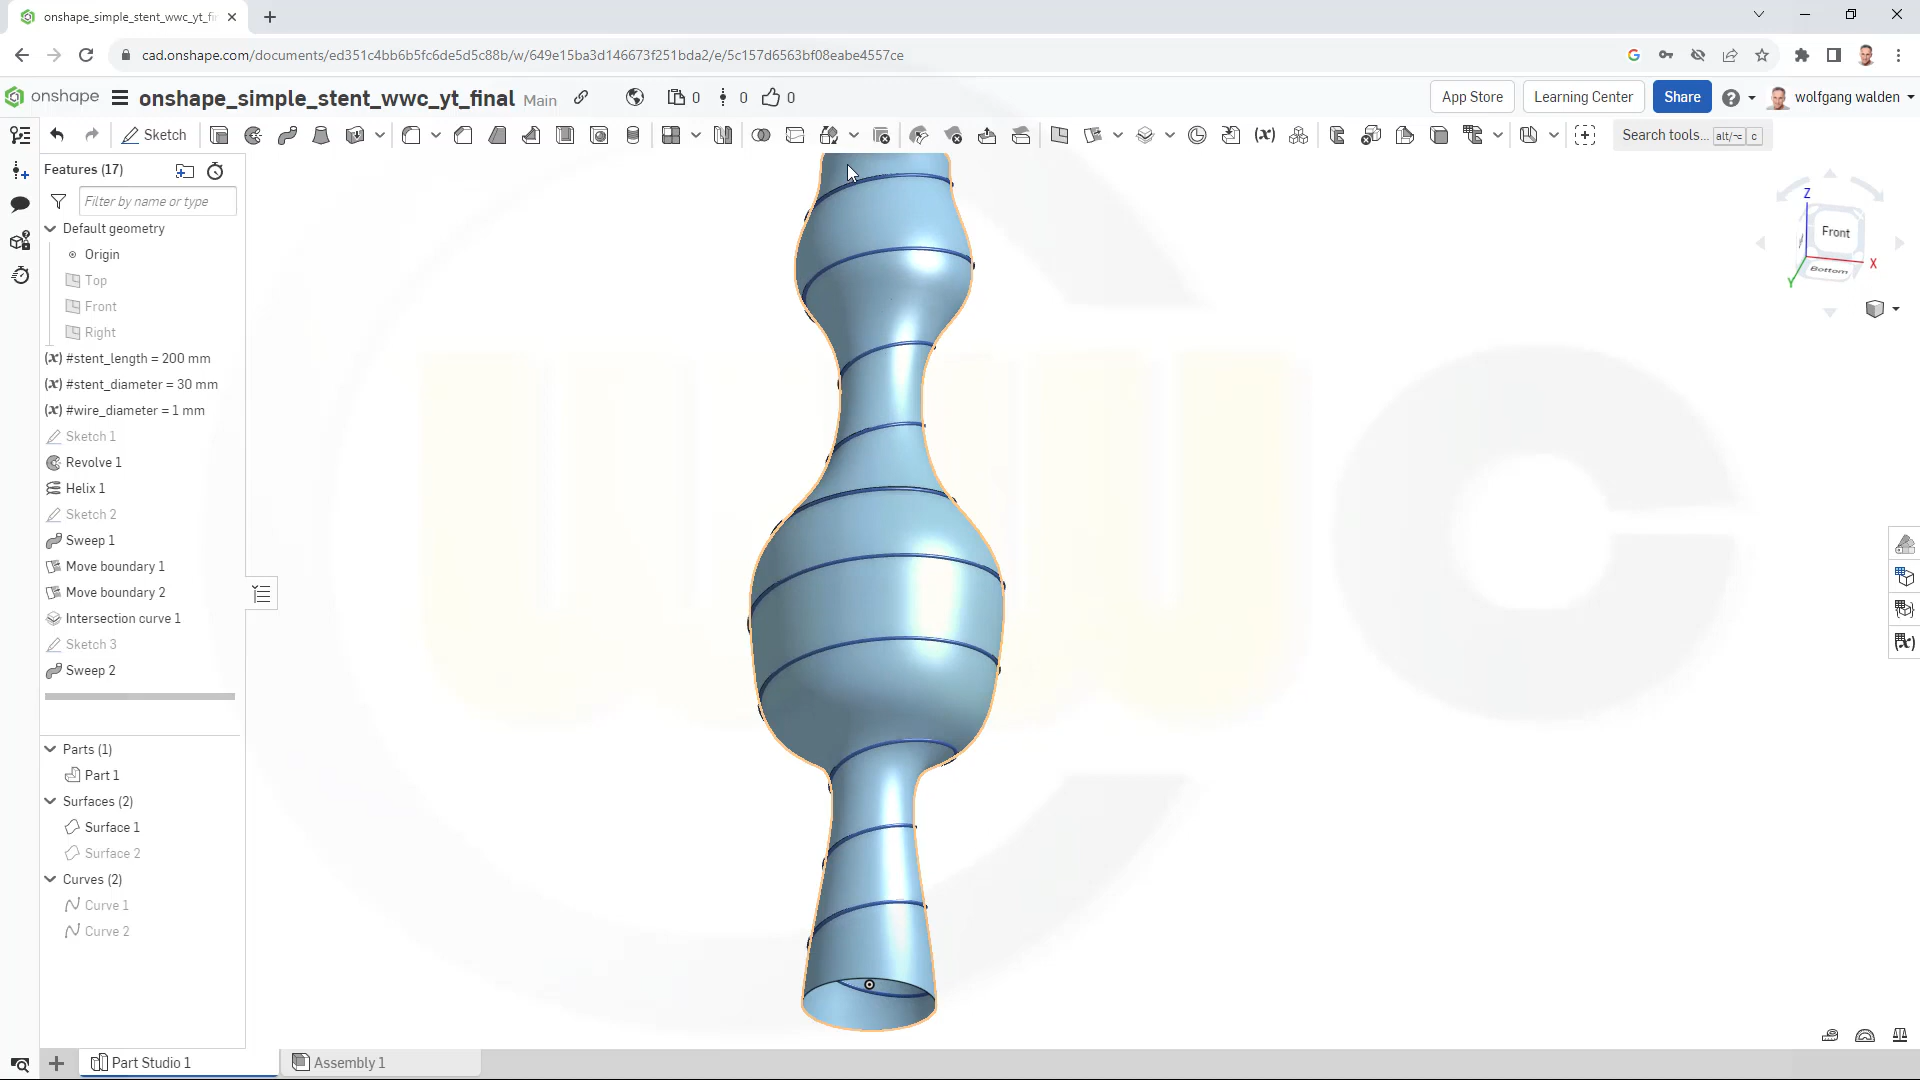 onshape_simple_stent_wwc_yt_fin
cad.onshape.com/documents/ed351c4bb6b5fc6de5d5c88b/w/649e15ba3d146673f251bda2/e/5c157d6563bf08eabe4557ce
onshape onshape_simple_stent_wwc_yt_final Main 0 0 0 App Store Learning Center Share wolfgang walden
Sketch Search tools... alt/⌥ c
Features (17)
Filter by name or type
Default geometry
Origin
Top
Front
Right
(x) #stent_length = 200 mm
(x) #stent_diameter = 30 mm
(x) #wire_diameter = 1 mm
Sketch 1
Revolve 1
Helix 1
Sketch 2
Sweep 1
Move boundary 1
Move boundary 2
Intersection curve 1
Sketch 3
Sweep 2
Parts (1)
Part 1
Surfaces (2)
Surface 1
Surface 2
Curves (2)
Curve 1
Curve 2
Z
Front
X
Bottom
Y
wwc
Part Studio 1 Assembly 1